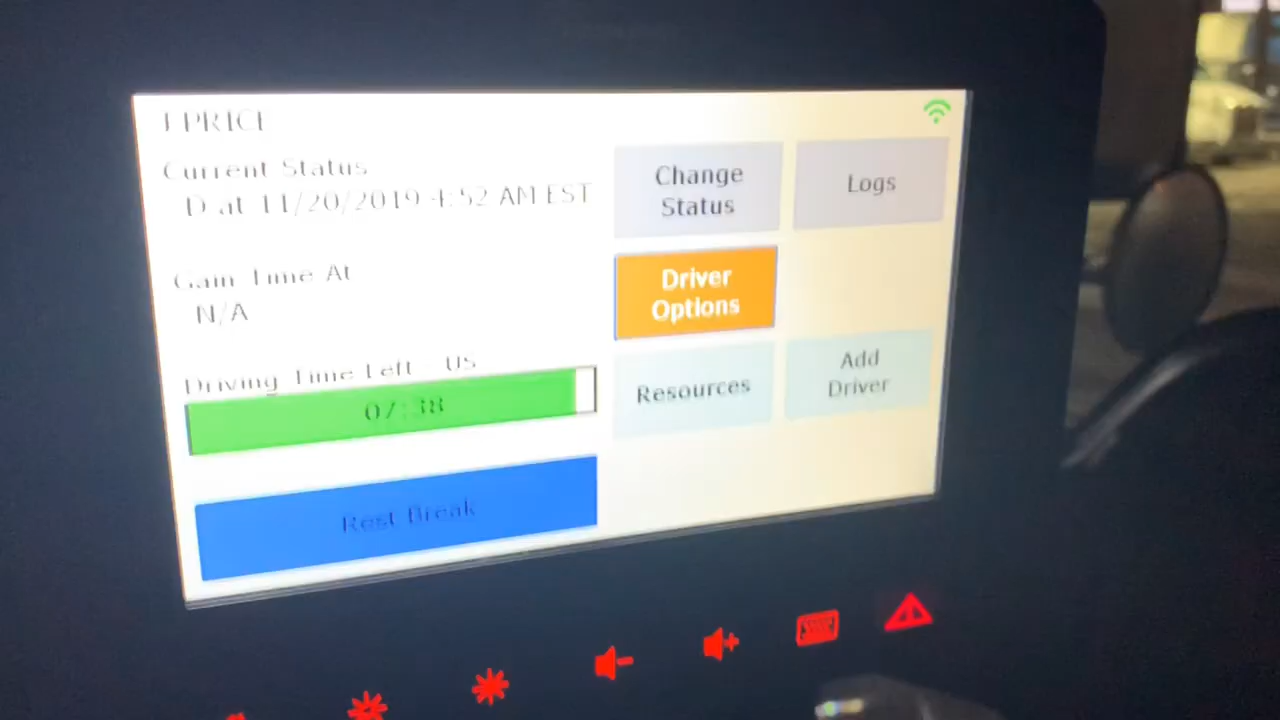 J PRICE
Current Status
D at 11/20/2019 4:52 AM EST
Gain Time At
N/A
Driving Time Left US
07:38
Rest Break
Change
Status
Logs
Driver
Options
Resources
Add
Driver